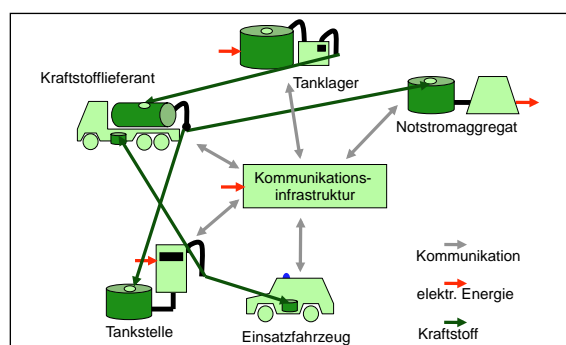 Kraftstofflieferant
Tanklager
Notstromaggregat
Kommunikations-
infrastruktur
Tankstelle
Einsatzfahrzeug
Kommunikation
elektr. Energie
Kraftstoff